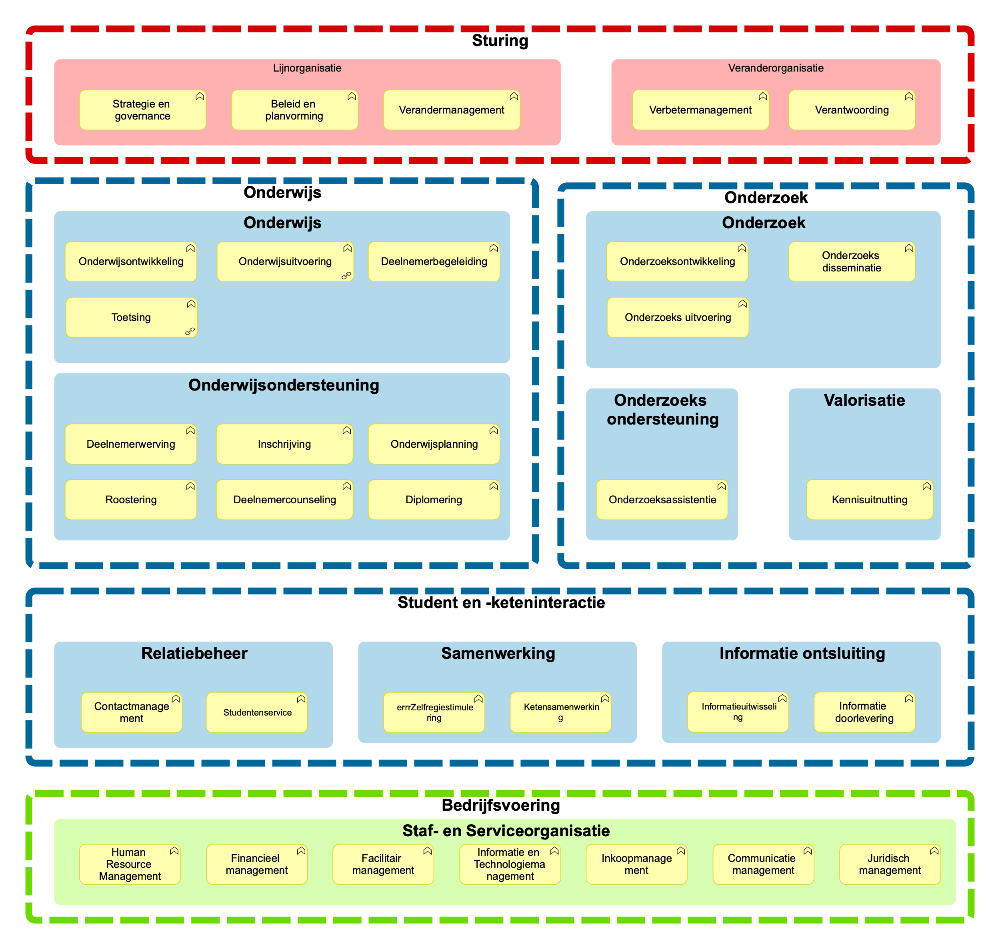 Sturing
Lijnorganisatie
Strategie en
governance
Beleid en
planvorming
Verandermanagement
Veranderorganisatie
Verbetermanagement
Verantwoording
Onderwijs
Onderwijs
Onderwijsontwikkeling
Onderwijsuitvoering
Deelnemerbegeleiding
Toetsing
Onderwijsondersteuning
Deelnemerwerving
Inschrijving
Onderwijsplanning
Roostering
Deelnemercounseling
Diplomering
Onderzoek
Onderzoek
Onderzoeksontwikkeling
Onderzoeks
disseminatie
Onderzoeks uitvoering
Onderzoeks
ondersteuning
Onderzoeksassistentie
Valorisatie
Kennisuitnutting
Student en -keteninteractie
Relatiebeheer
Contactmanage
ment
Studentenservice
Samenwerking
errrZelfregiestimule
ring
Ketensamenwerkin
g
Informatie ontsluiting
Informatieuitwisseli
ng
Informatie
doorlevering
Bedrijfsvoering
Staf- en Serviceorganisatie
Human
Resource
Management
Financieel
management
Facilitair
management
Informatie en
Technologiema
nagement
Inkoopmanage
ment
Communicatie
management
Juridisch
management